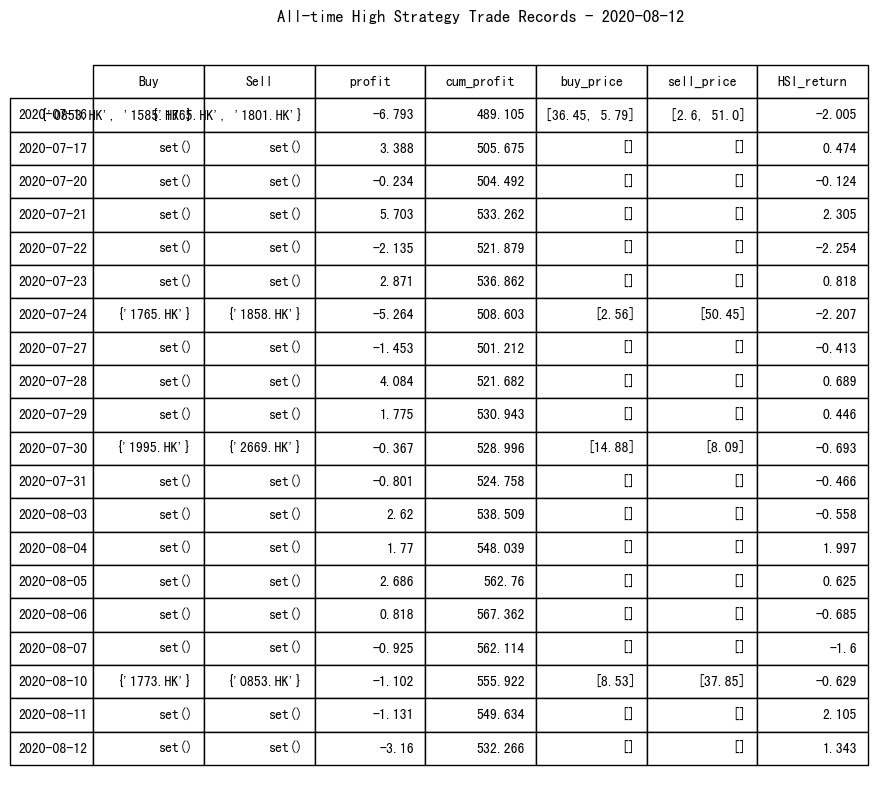 All-time High Strategy Trade Records - 2020-08-12
Buy Sell profit cum_profit buy_price sell_price HSI_return
2020-07-16 {'0853.HK', '1585.HK'} {'1765.HK', '1801.HK'} -6.793 489.105 [36.45, 5.79] [2.6, 51.0] -2.005
2020-07-17 set() set() 3.388 505.675 [] [] 0.474
2020-07-20 set() set() -0.234 504.492 [] [] -0.124
2020-07-21 set() set() 5.703 533.262 [] [] 2.305
2020-07-22 set() set() -2.135 521.879 [] [] -2.254
2020-07-23 set() set() 2.871 536.862 [] [] 0.818
2020-07-24 {'1765.HK'} {'1858.HK'} -5.264 508.603 [2.56] [50.45] -2.207
2020-07-27 set() set() -1.453 501.212 [] [] -0.413
2020-07-28 set() set() 4.084 521.682 [] [] 0.689
2020-07-29 set() set() 1.775 530.943 [] [] 0.446
2020-07-30 {'1995.HK'} {'2669.HK'} -0.367 528.996 [14.88] [8.09] -0.693
2020-07-31 set() set() -0.801 524.758 [] [] -0.466
2020-08-03 set() set() 2.62 538.509 [] [] -0.558
2020-08-04 set() set() 1.77 548.039 [] [] 1.997
2020-08-05 set() set() 2.686 562.76 [] [] 0.625
2020-08-06 set() set() 0.818 567.362 [] [] -0.685
2020-08-07 set() set() -0.925 562.114 [] [] -1.6
2020-08-10 {'1773.HK'} {'0853.HK'} -1.102 555.922 [8.53] [37.85] -0.629
2020-08-11 set() set() -1.131 549.634 [] [] 2.105
2020-08-12 set() set() -3.16 532.266 [] [] 1.343